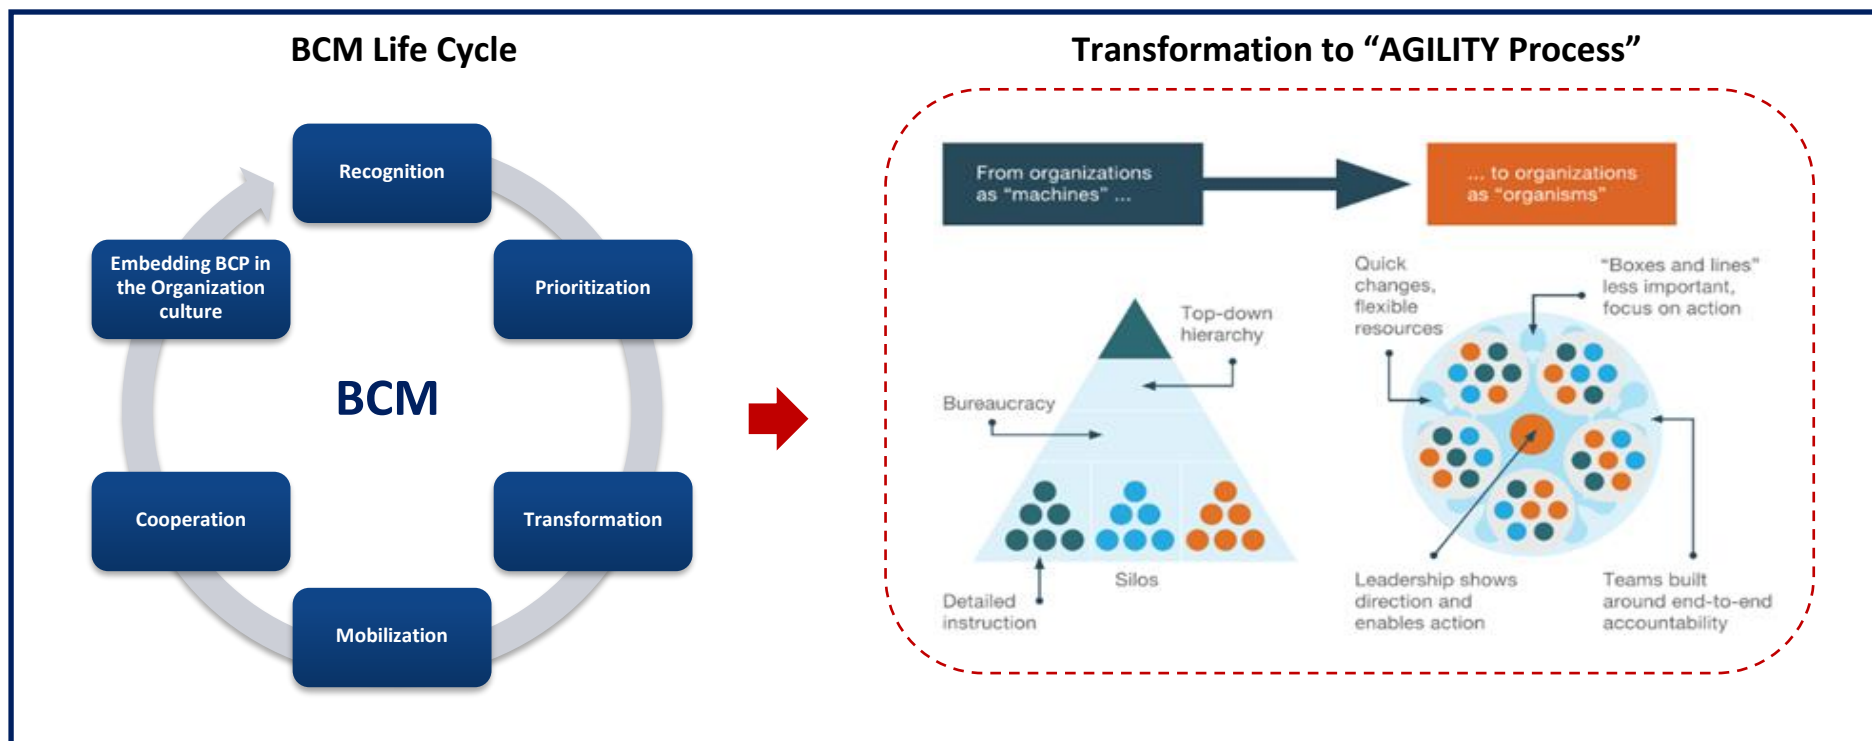 BCM Life Cycle
Recognition
Prioritization
Transformation
Mobilization
Cooperation
Embedding BCP in
the Organization
culture
BCM
Transformation to “AGILITY Process”
From organizations
as “machines” ...
... to organizations
as “organisms”
Top-down
hierarchy
Bureaucracy
Silos
Detailed
instruction
Quick
changes,
flexible
resources
“Boxes and lines”
less important,
focus on action
Leadership shows
direction and
enables action
Teams built
around end-to-end
accountability